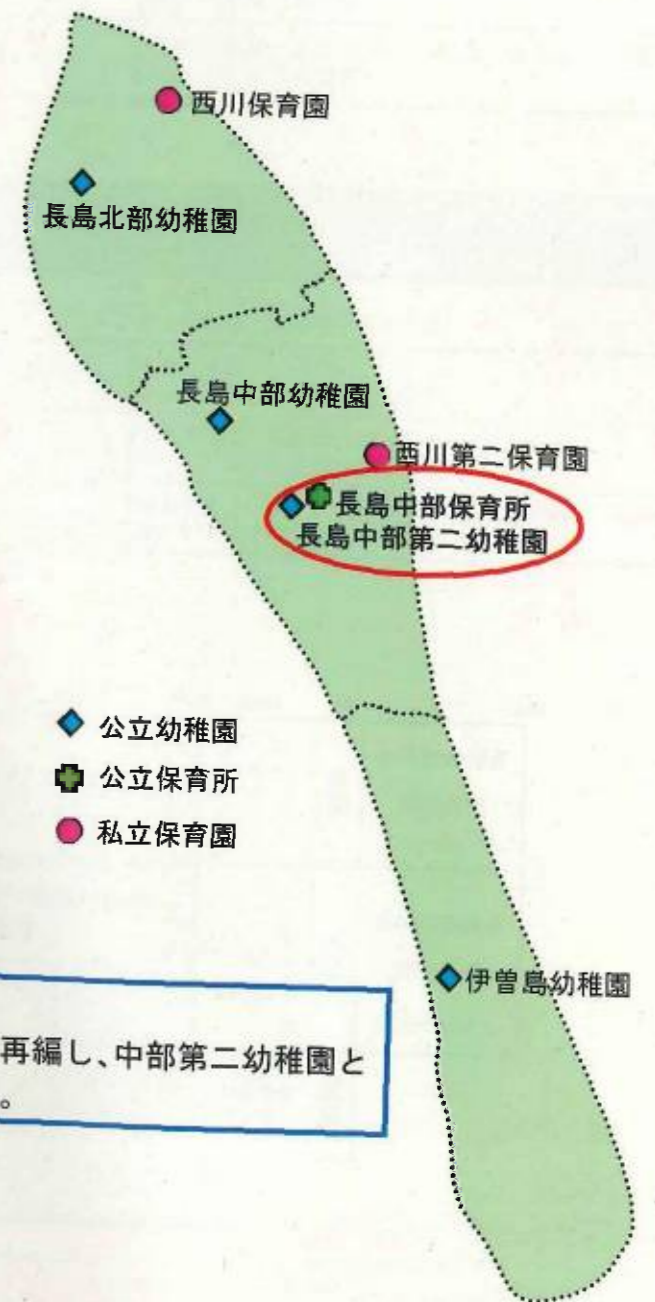 西川保育園
長島北部幼稚園
長島中部幼稚園
酉川第二保育園
長島中部保育所
長島中部第二幼稚園
公立幼稚園
公立保育所
私立保育園
伊曽島幼稚園
再編し、中部第二幼稚園と
。